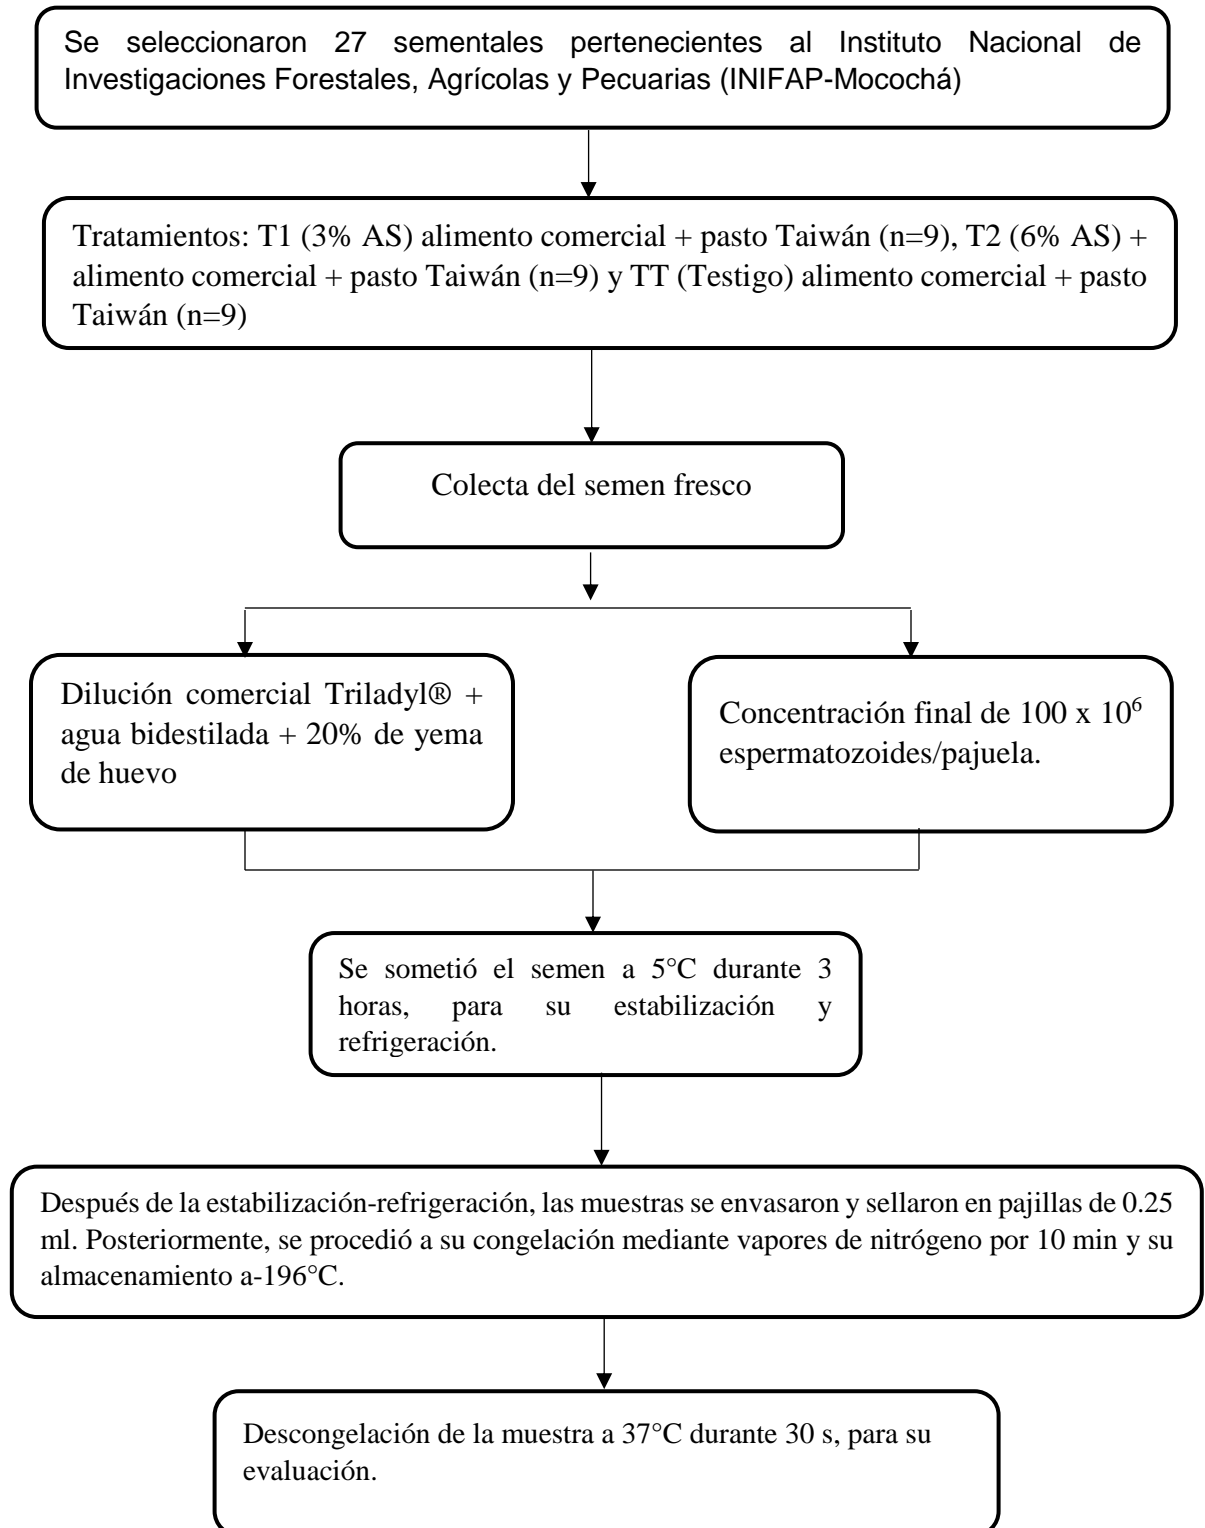 Se seleccionaron 27 sementales pertenecientes al Instituto Nacional de
Investigaciones Forestales, Agrícolas y Pecuarias (INIFAP-Mocochá)
Tratamientos: T1 (3% AS) alimento comercial + pasto Taiwán (n=9), T2 (6% AS) +
alimento comercial + pasto Taiwán (n=9) y TT (Testigo) alimento comercial + pasto
Taiwán (n=9)
Colecta del semen fresco
Dilución comercial Triladyl® +
agua bidestilada + 20% de yema
de huevo
Concentración final de 100 x 10⁶
espermatozoides/pajuela.
Se sometió el semen a 5°C durante 3
horas, para su estabilización y
refrigeración.
Después de la estabilización-refrigeración, las muestras se envasaron y sellaron en pajillas de 0.25
ml. Posteriormente, se procedió a su congelación mediante vapores de nitrógeno por 10 min y su
almacenamiento a-196°C.
Descongelación de la muestra a 37°C durante 30 s, para su
evaluación.